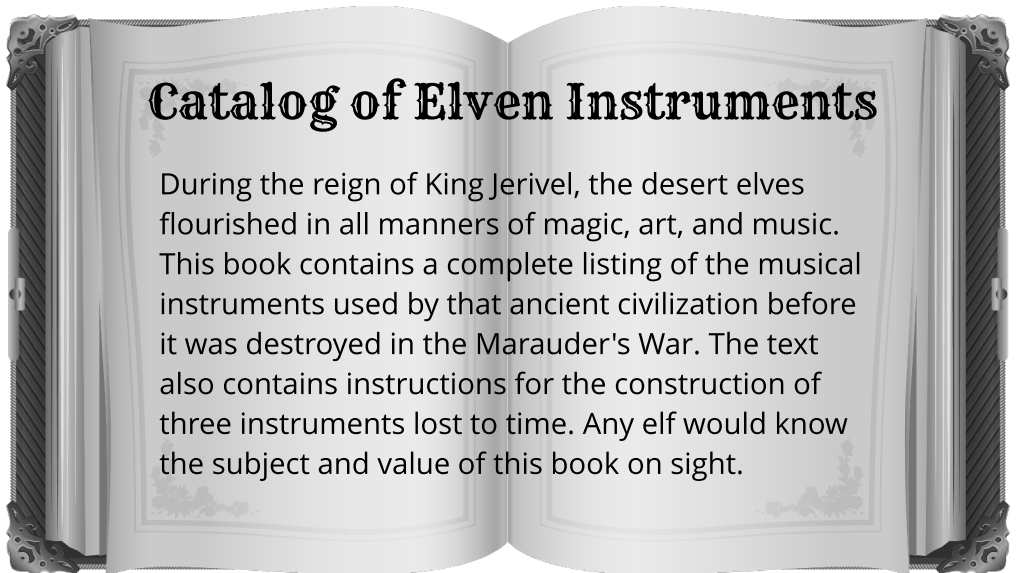 Catalog of Elven Instruments
During the reign of King Jerivel, the desert elves
flourished in all manners of magic, art, and music.
This book contains a complete listing of the musical
instruments used by that ancient civilization before
it was destroyed in the Marauder's War. The text
also contains instructions for the construction of
three instruments lost to time. Any elf would know
the subject and value of this book on sight.